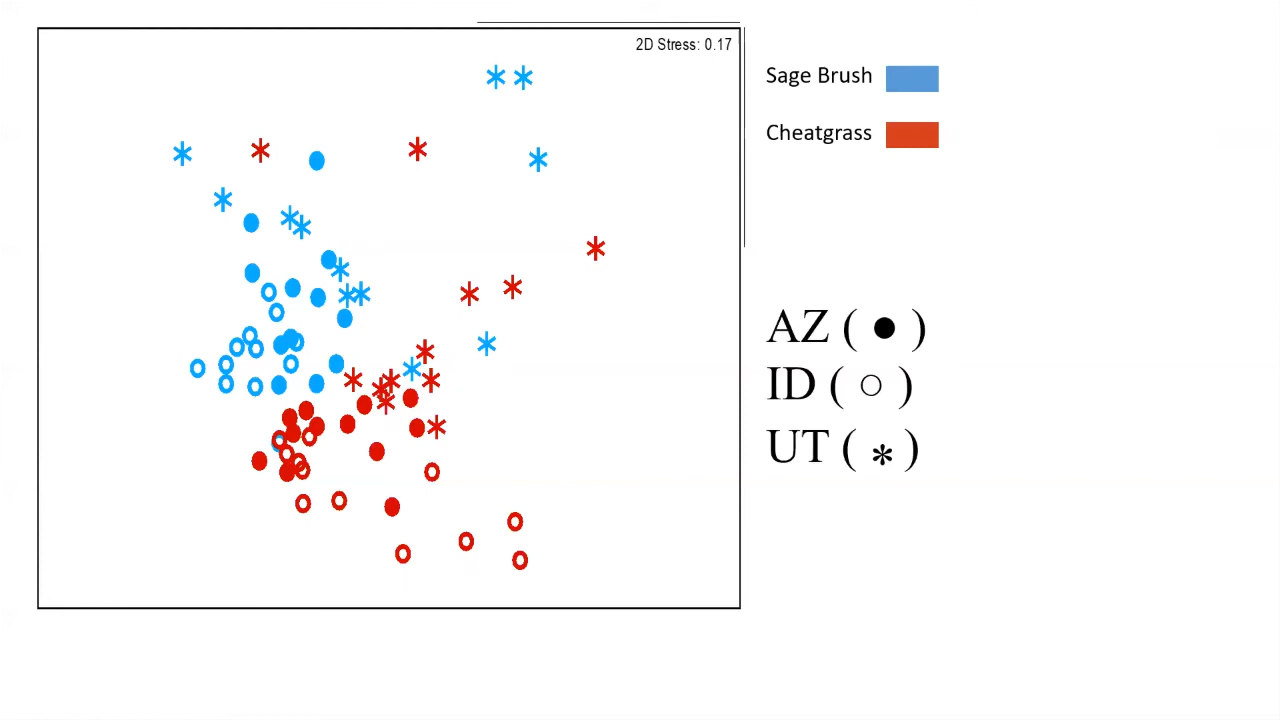 2D Stress: 0.17
Sage Brush
Cheatgrass
AZ ( ● )
ID ( ○ )
UT ( * )